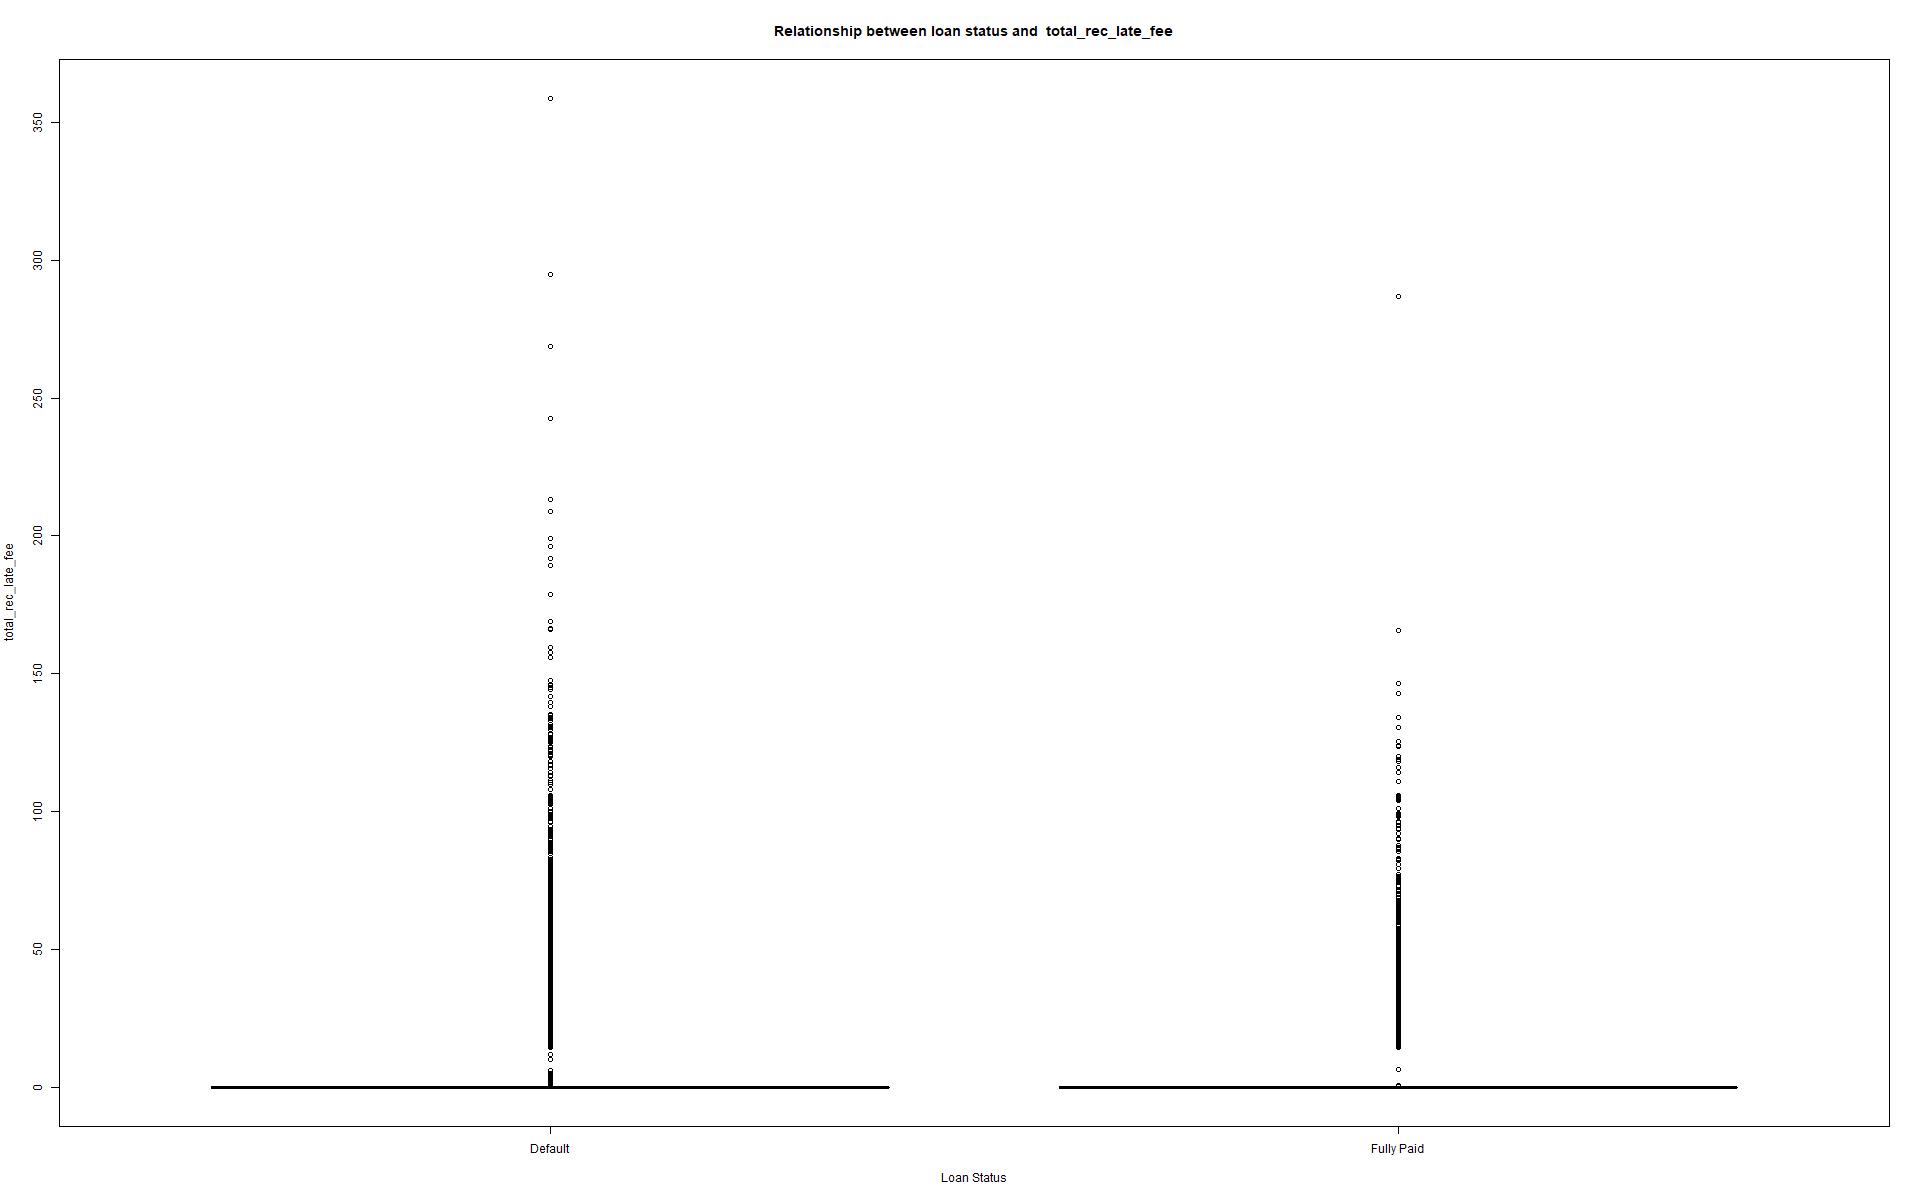 Relationship between loan status and  total_rec_late_fee
350
300
250
200
150
100
50
0
total_rec_late_fee
Default
Fully Paid
Loan Status